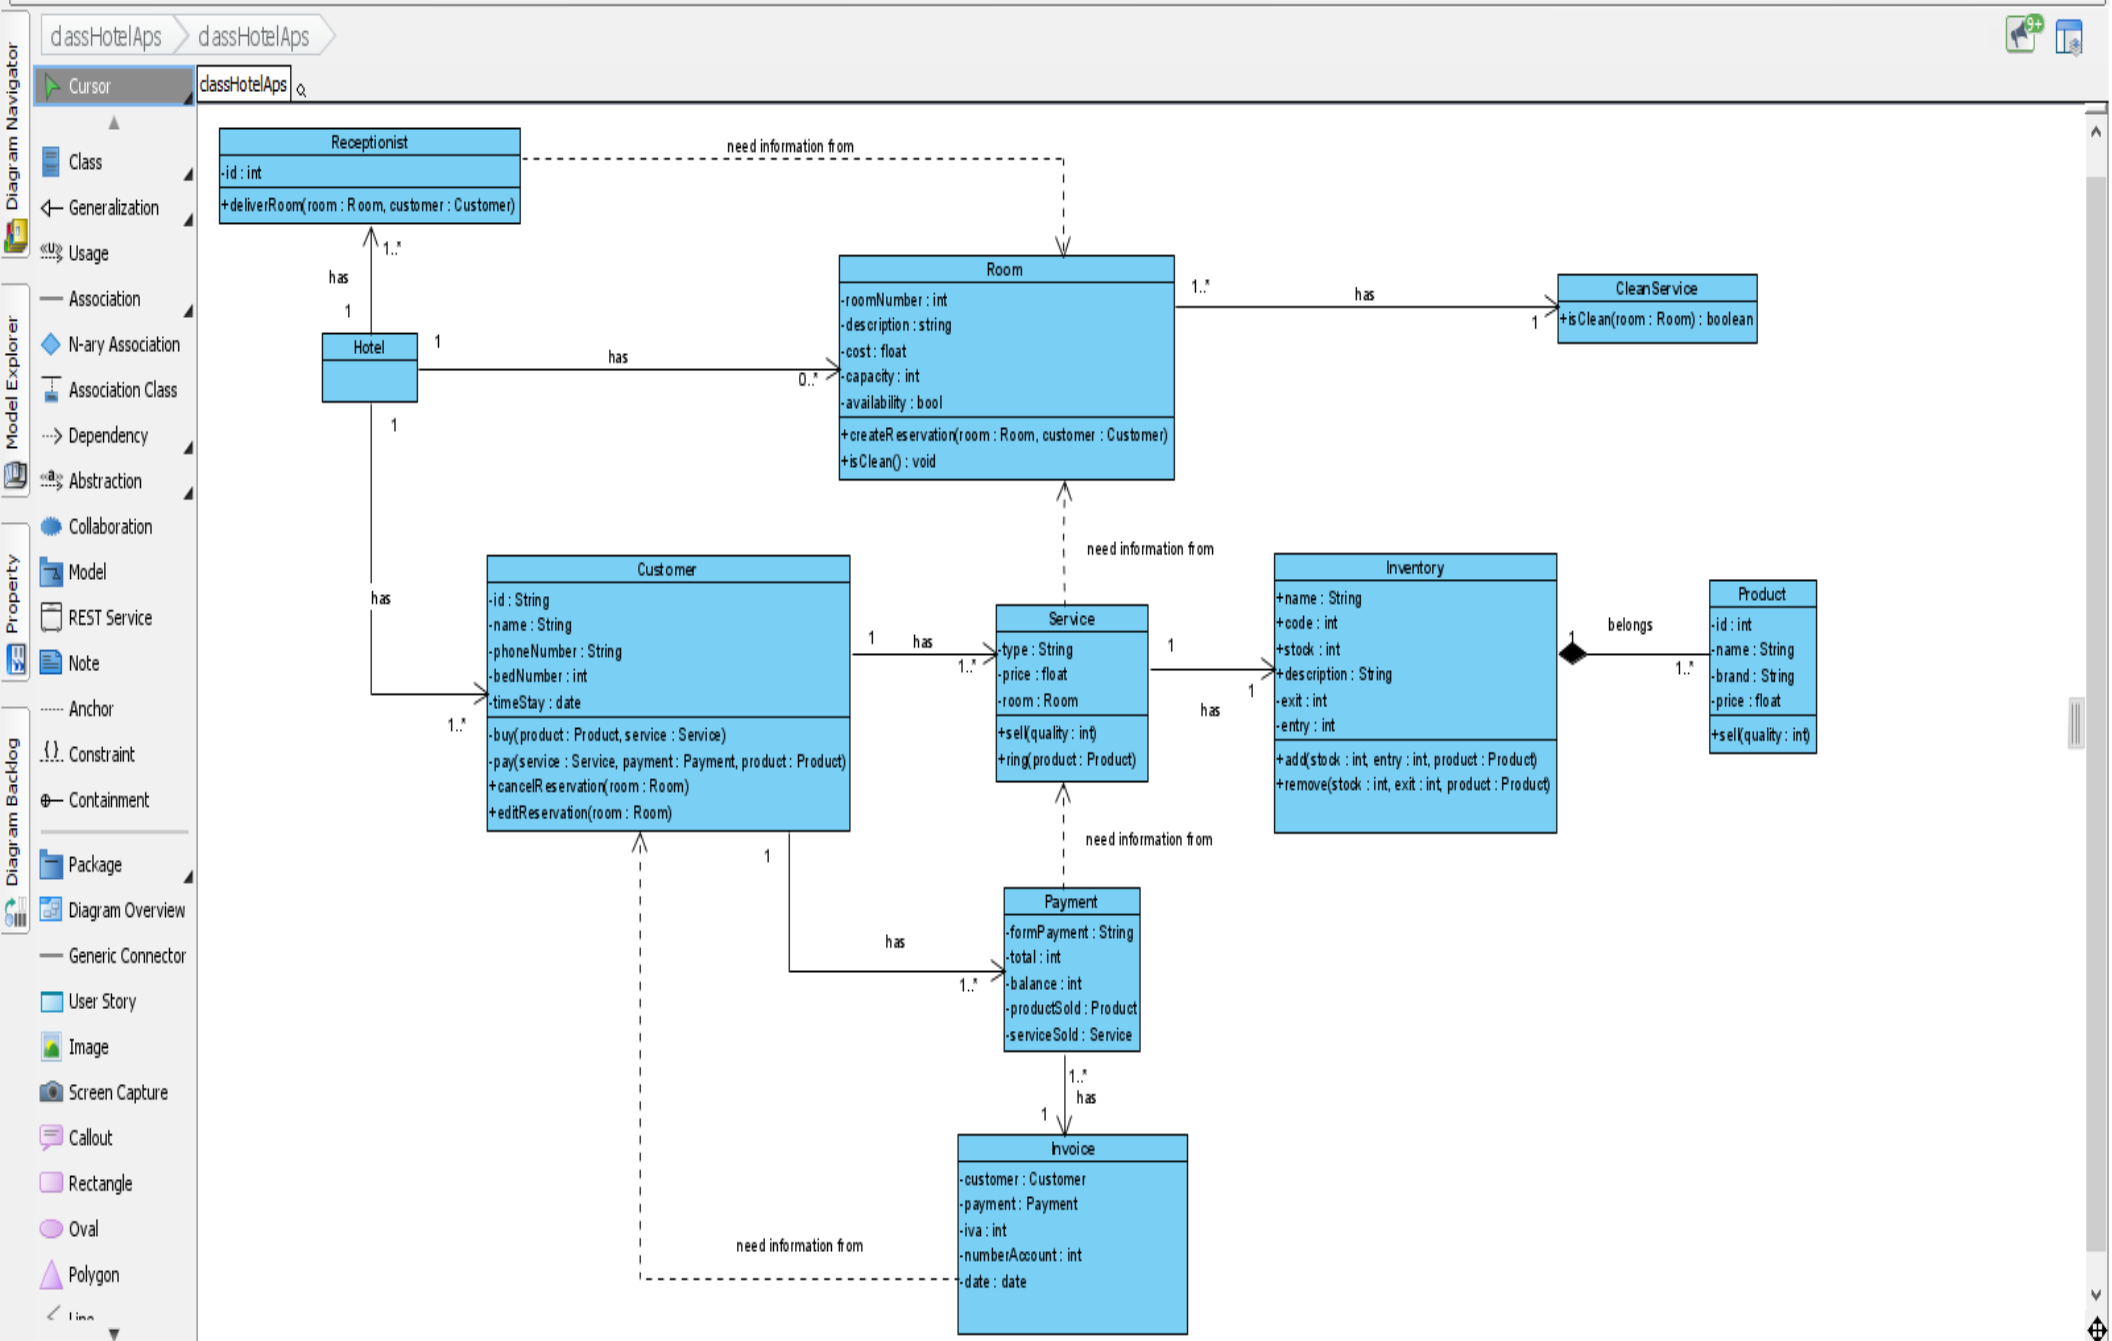 classHotelAps
classHotelAps
9+
Diagram Navigator
Model Explorer
Property
Diagram Backlog
Cursor
Class
Generalization
«U»
Usage
Association
N-ary Association
Association Class
Dependency
«a»
Abstraction
Collaboration
Model
REST Service
Note
Anchor
{}
Constraint
Containment
Package
Diagram Overview
Generic Connector
User Story
Image
Screen Capture
Callout
Rectangle
Oval
Polygon
Line
classHotelAps
Receptionist
-id : int
+deliverRoom(room : Room, customer : Customer)
need information from
1..*
has
1
Hotel
1
has
0..*
1
has
1..*
Room
-roomNumber : int
-description : string
-cost : float
-capacity : int
-availability : bool
+createReservation(room : Room, customer : Customer)
+isClean() : void
1..*
has
1
CleanService
+isClean(room : Room) : boolean
need information from
Customer
-id : String
-name : String
-phoneNumber : String
-bedNumber : int
-timeStay : date
-buy(product : Product, service : Service)
-pay(service : Service, payment : Payment, product : Product)
+cancelReservation(room : Room)
+editReservation(room : Room)
1
has
1..*
Service
-type : String
-price : float
-room : Room
+sell(quality : int)
+ring(product : Product)
1
1
has
Inventory
+name : String
+code : int
+stock : int
+description : String
-exit : int
-entry : int
+add(stock : int, entry : int, product : Product)
+remove(stock : int, exit : int, product : Product)
1
belongs
1..*
Product
-id : int
-name : String
-brand : String
-price : float
+sell(quality : int)
need information from
1
has
1..*
Payment
-formPayment : String
-total : int
-balance : int
-productSold : Product
-serviceSold : Service
1..*
has
1
Invoice
-customer : Customer
-payment : Payment
-iva : int
-numberAccount : int
-date : date
need information from